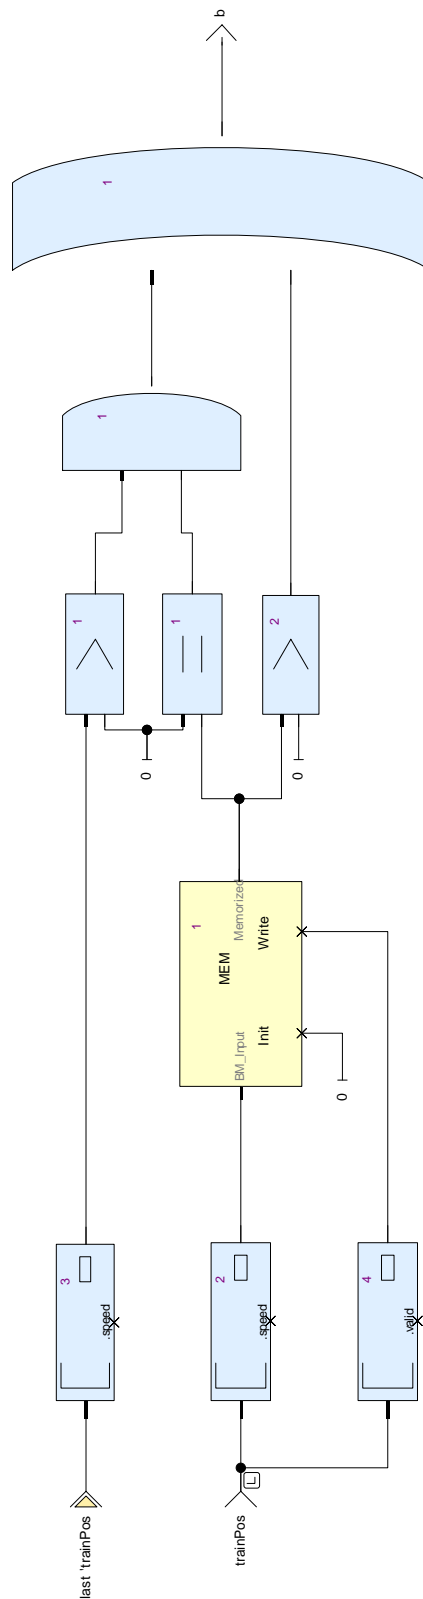 last 'trainPos
3
.speed
1
>
0
1
=
1
1
b
trainPos
L
2
.speed
1
MEM
BM_Input
Memorized
Init
Write
0
0
2
>
4
.valid